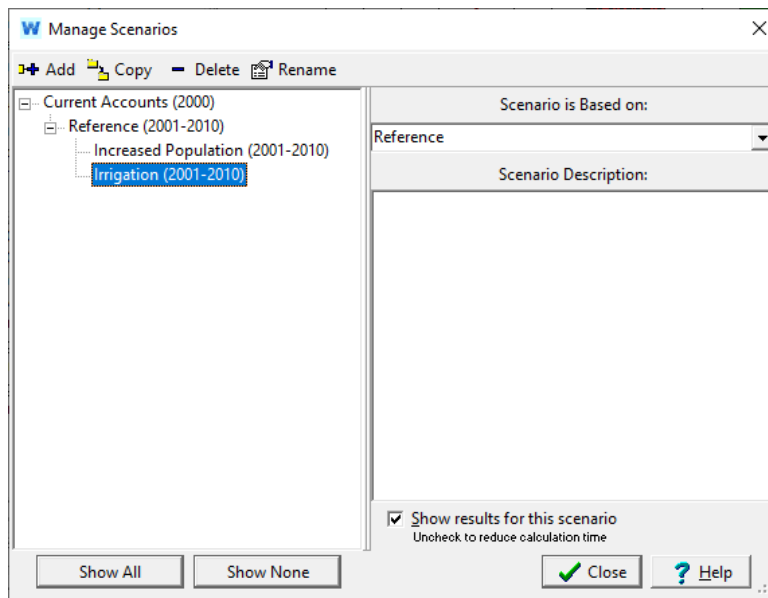 W Manage Scenarios
Add Copy Delete Rename
Current Accounts (2000)
Reference (2001-2010)
Increased Population (2001-2010)
Irrigation (2001-2010)
Scenario is Based on:
Reference
Scenario Description:
Show results for this scenario
Uncheck to reduce calculation time
Show All Show None Close ? Help